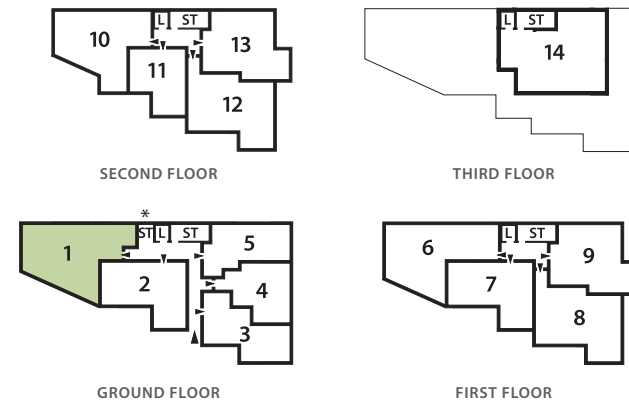 L ST
10
13
11
12
SECOND FLOOR
L ST
14
THIRD FLOOR
*
ST L ST
1
5
2
4
3
GROUND FLOOR
L ST
6
9
7
8
FIRST FLOOR